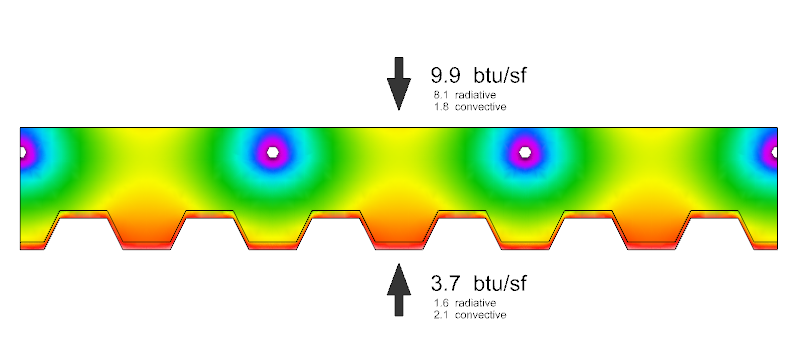 9.9 btu/sf
8.1 radiative
1.8 convective
3.7 btu/sf
1.6 radiative
2.1 convective